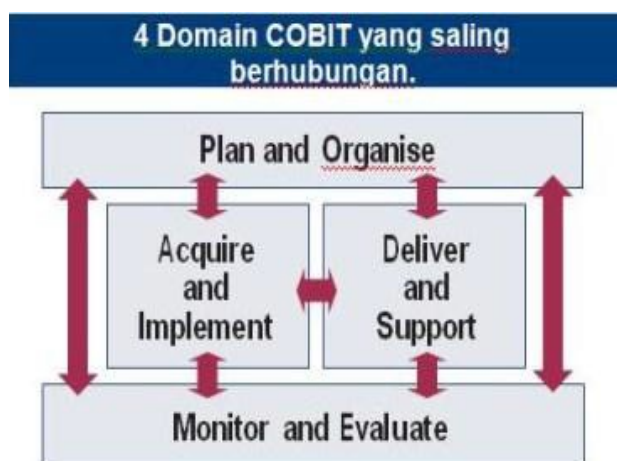 4 Domain COBIT yang saling
berhubungan.
Plan and Organise
Acquire
and
Implement
Deliver
and
Support
Monitor and Evaluate